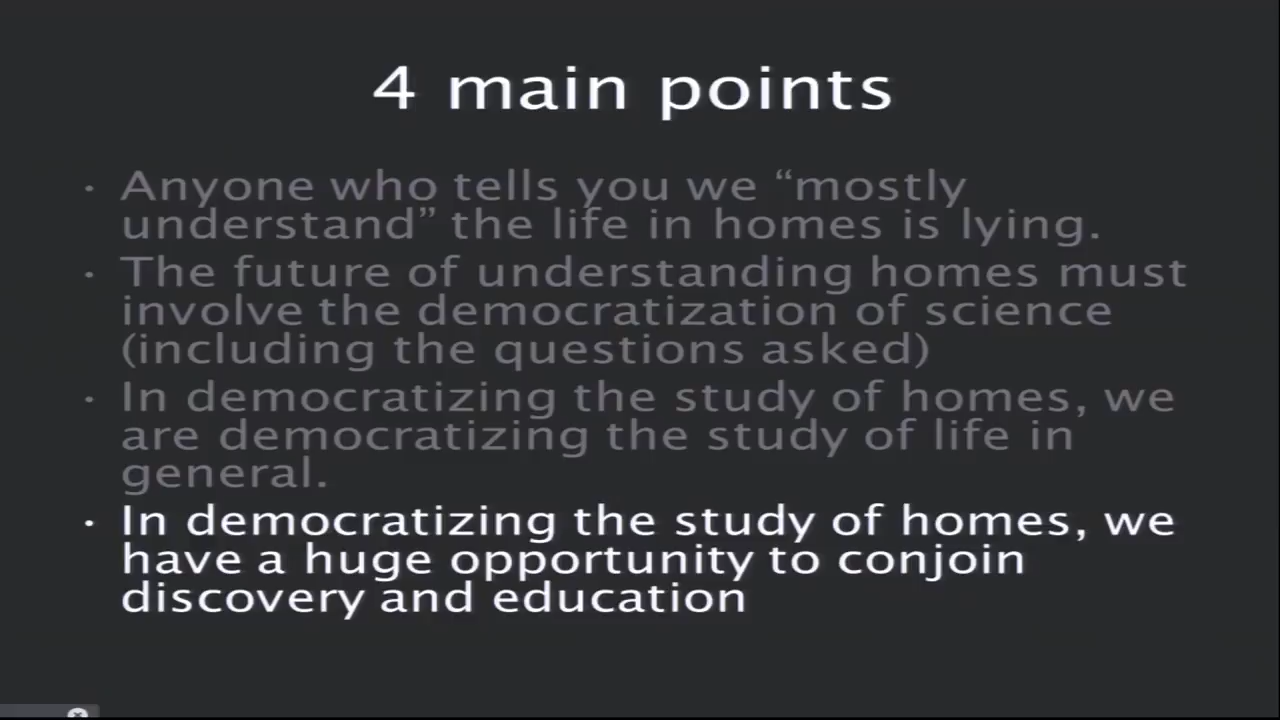 4 main points
· Anyone who tells you we “mostly
understand” the life in homes is lying.
· The future of understanding homes must
involve the democratization of science
(including the questions asked)
· In democratizing the study of homes, we
are democratizing the study of life in
general.
· In democratizing the study of homes, we
have a huge opportunity to conjoin
discovery and education